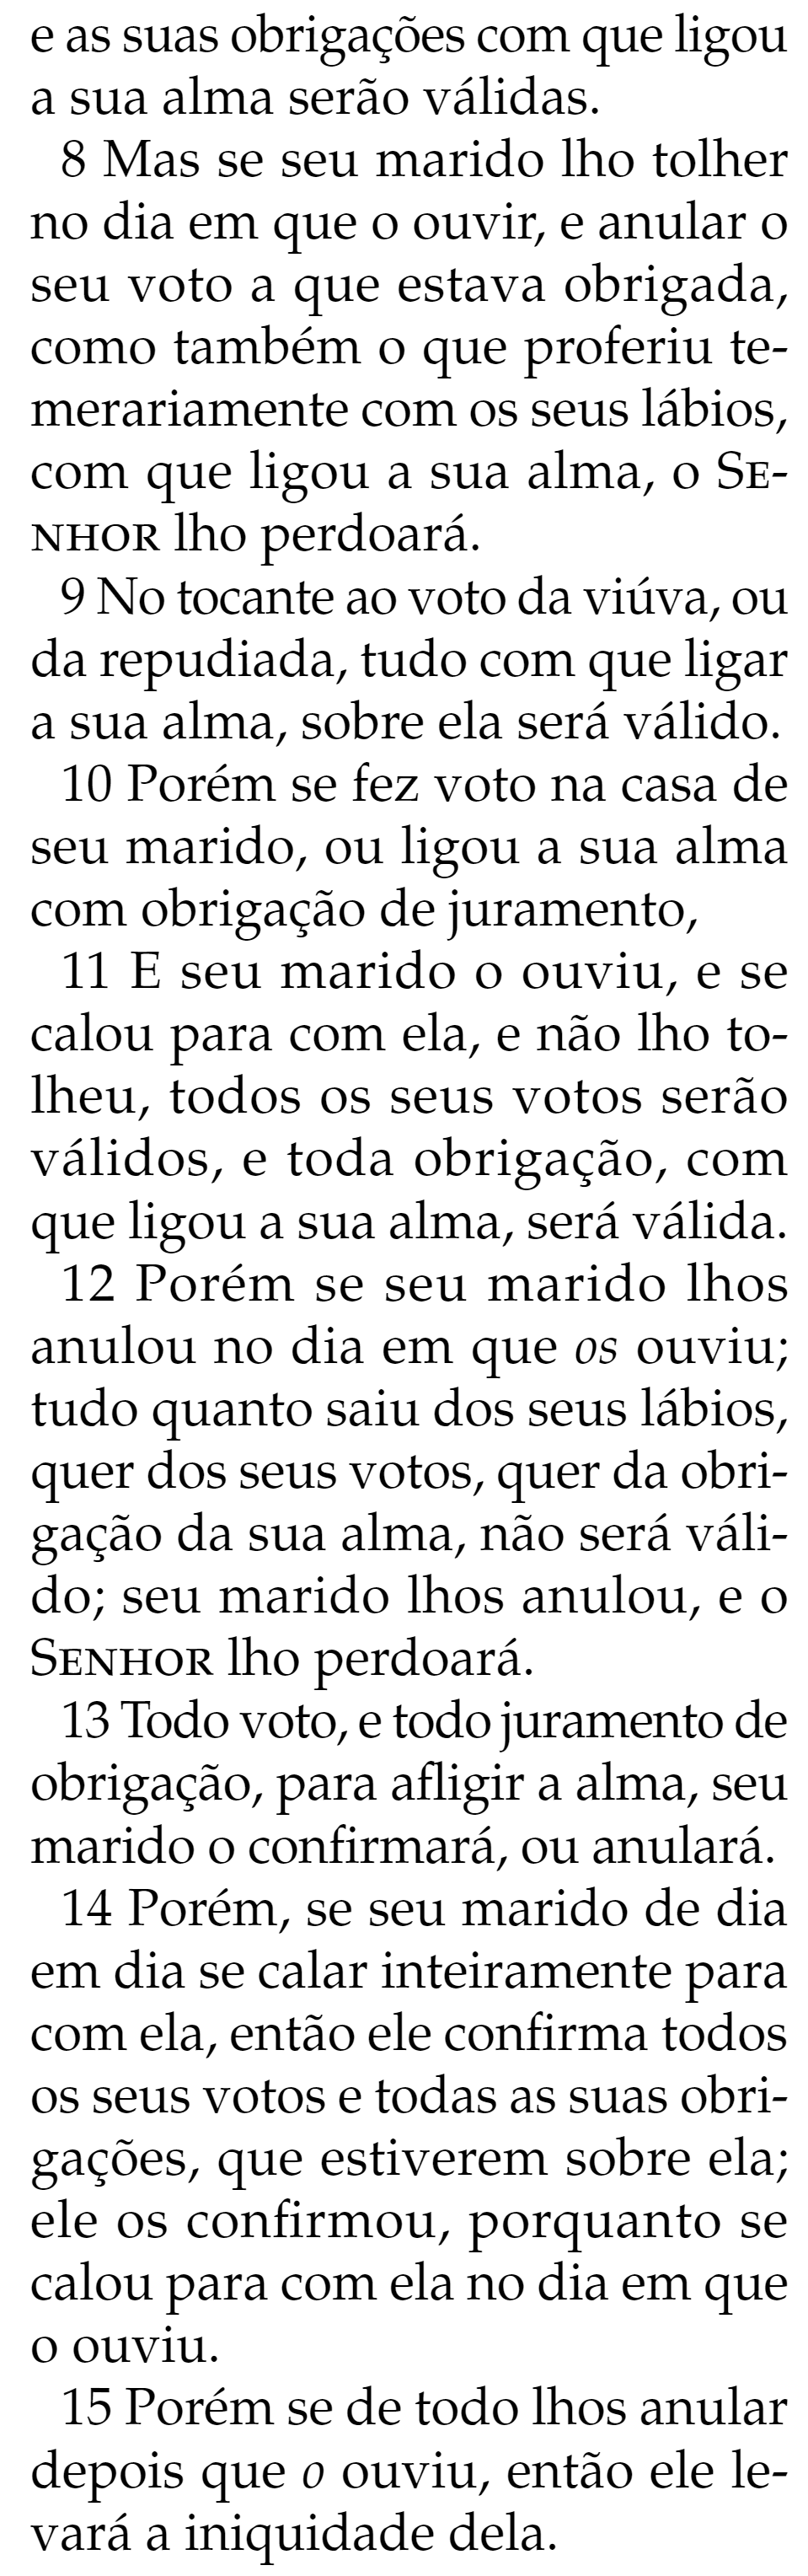 e as suas obrigações com que ligou
a sua alma serão válidas.
8 Mas se seu marido lho tolher
no dia em que o ouvir, e anular o
seu voto a que estava obrigada,
como também o que proferiu te-
merariamente com os seus lábios,
com que ligou a sua alma, o SE-
NHOR lho perdoará.
9 No tocante ao voto da viúva, ou
da repudiada, tudo com que ligar
a sua alma, sobre ela será válido.
10 Porém se fez voto na casa de
seu marido, ou ligou a sua alma
com obrigação de juramento,
11 E seu marido o ouviu, e se
calou para com ela, e não lho to-
lheu, todos os seus votos serão
válidos, e toda obrigação, com
que ligou a sua alma, será válida.
12 Porém se seu marido lhos
anulou no dia em que os ouviu;
tudo quanto saiu dos seus lábios,
quer dos seus votos, quer da obri-
gação da sua alma, não será váli-
do; seu marido lhos anulou, e o
SENHOR lho perdoará.
13 Todo voto, e todo juramento de
obrigação, para afligir a alma, seu
marido o confirmará, ou anulará.
14 Porém, se seu marido de dia
em dia se calar inteiramente para
com ela, então ele confirma todos
os seus votos e todas as suas obri-
gações, que estiverem sobre ela;
ele os confirmou, porquanto se
calou para com ela no dia em que
o ouviu.
15 Porém se de todo lhos anular
depois que o ouviu, então ele le-
vará a iniquidade dela.